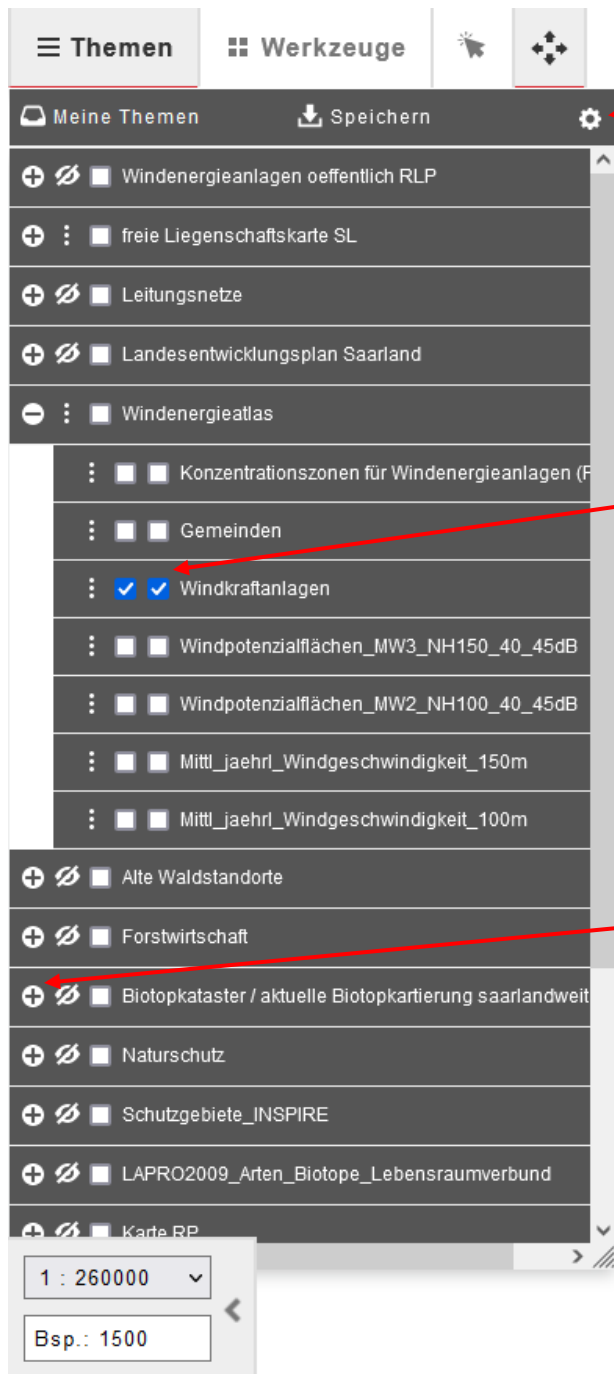 Themen Werkzeuge
Meine Themen Speichern
Windenergieanlagen oeffentlich RLP
freie Liegenschaftskarte SL
Leitungsnetze
Landesentwicklungsplan Saarland
Windenergieatlas
Konzentrationszonen für Windenergieanlagen (F
Gemeinden
Windkraftanlagen
Windpotenzialflächen_MW3_NH150_40_45dB
Windpotenzialflächen_MW2_NH100_40_45dB
Mittl_jaehrl_Windgeschwindigkeit_150m
Mittl_jaehrl_Windgeschwindigkeit_100m
Alte Waldstandorte
Forstwirtschaft
Biotopkataster / aktuelle Biotopkartierung saarlandweit
Naturschutz
Schutzgebiete_INSPIRE
LAPRO2009_Arten_Biotope_Lebensraumverbund
Karte RP
1 : 260000
Bsp.: 1500